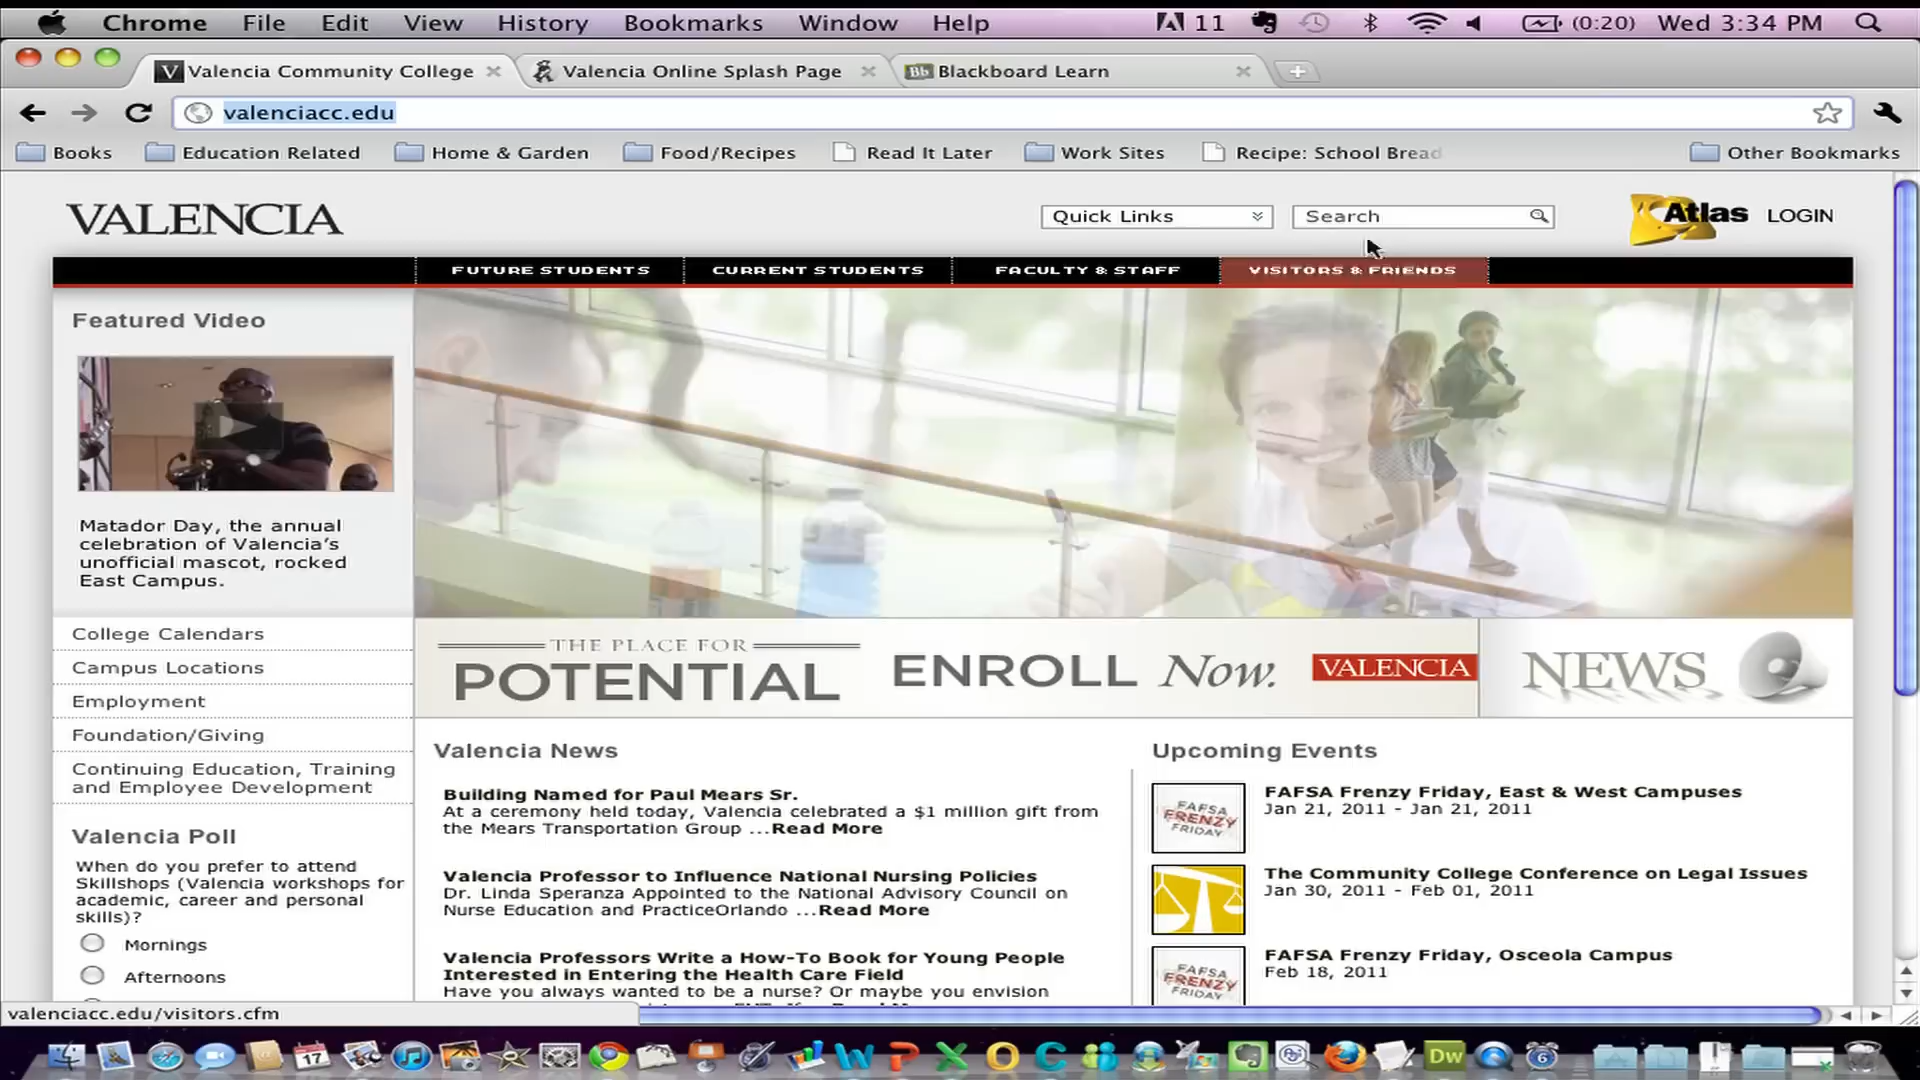 Chrome File Edit View History Bookmarks Window Help 11 (0:20) Wed 3:34 PM
Valencia Community College Valencia Online Splash Page Bb Blackboard Learn
valenciacc.edu
Books Education Related Home & Garden Food/Recipes Read It Later Work Sites Recipe: School Bread Other Bookmarks
VALENCIA Quick Links Search Atlas LOGIN
FUTURE STUDENTS CURRENT STUDENTS FACULTY & STAFF VISITORS & FRIENDS
Featured Video
Matador Day, the annual
celebration of Valencia's
unofficial mascot, rocked
East Campus.
College Calendars
Campus Locations
Employment
Foundation/Giving
Continuing Education, Training
and Employee Development
Valencia Poll
When do you prefer to attend
Skillshops (Valencia workshops for
academic, career and personal
skills)?
Mornings
Afternoons
THE PLACE FOR
POTENTIAL
ENROLL Now.
VALENCIA
NEWS
Valencia News
Building Named for Paul Mears Sr.
At a ceremony held today, Valencia celebrated a $1 million gift from
the Mears Transportation Group ...Read More
Valencia Professor to Influence National Nursing Policies
Dr. Linda Speranza Appointed to the National Advisory Council on
Nurse Education and PracticeOrlando ...Read More
Valencia Professors Write a How-To Book for Young People
Interested in Entering the Health Care Field
Have you always wanted to be a nurse? Or maybe you envision
Upcoming Events
FAFSA FRENZY FRIDAY
FAFSA Frenzy Friday, East & West Campuses
Jan 21, 2011 - Jan 21, 2011
The Community College Conference on Legal Issues
Jan 30, 2011 - Feb 01, 2011
FAFSA FRENZY FRIDAY
FAFSA Frenzy Friday, Osceola Campus
Feb 18, 2011
valenciacc.edu/visitors.cfm
17 Dw 6